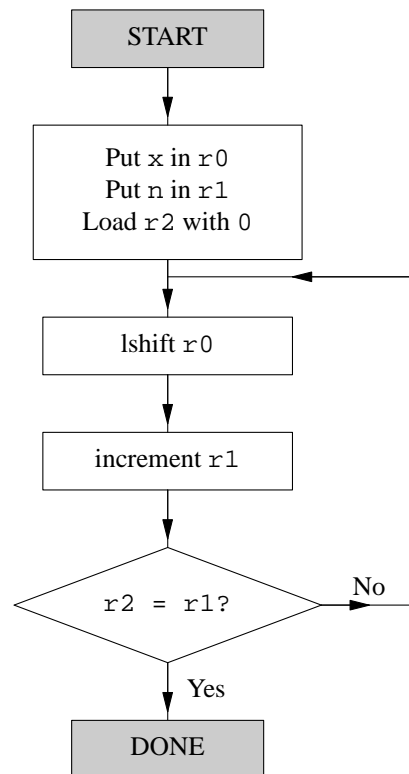 START
Put x in r0
Put n in r1
Load r2 with 0
lshift r0
increment r1
r2 = r1?
No
Yes
DONE